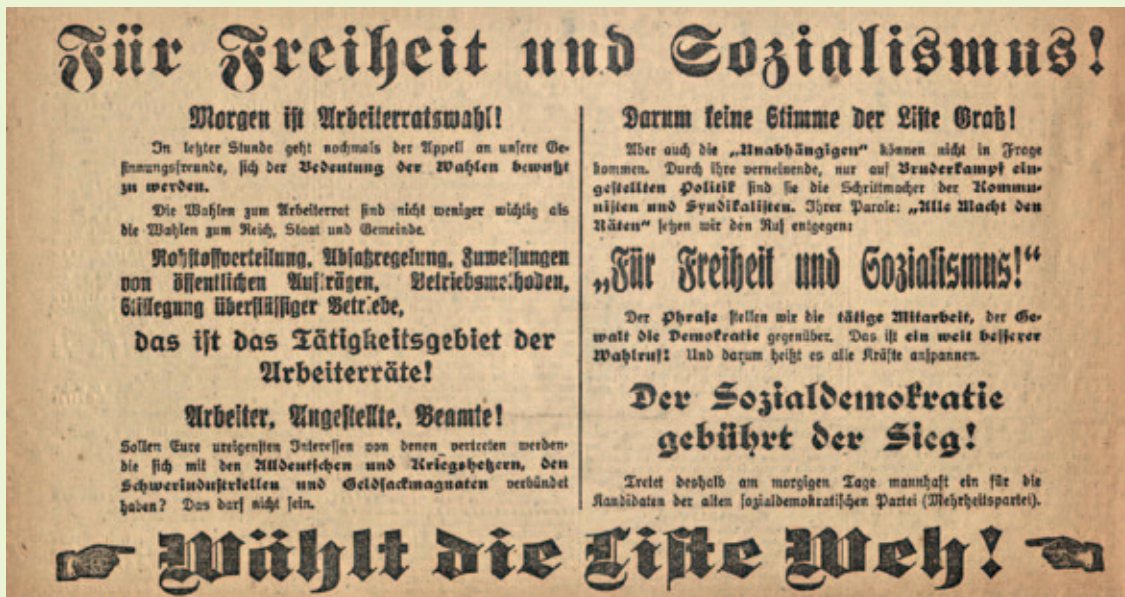 Für Freiheit und Sozialismus!
Morgen ist Arbeiterratswahl!
In letzter Stunde geht nochmals der Appell an unsere Ge-
sinnungsfreunde, sich der Bedeutung der Wahlen bewußt
zu werden.
Die Wahlen zum Arbeiterrat sind nicht weniger wichtig als
die Wahlen zum Reich, Staat und Gemeinde.
Rohstoffverteilung, Absatzregelung, Zuweisungen
von öffentlichen Aufträgen, Betriebsmethoden,
Stillegung überflüssiger Betriebe,
das ist das Tätigkeitsgebiet der
Arbeiterräte!
Arbeiter, Angestellte, Beamte!
Sollen Eure ureigensten Interessen von denen vertreten werden,
die sich mit den Alldeutschen und Kriegshetzern, den
Schwerindustriellen und Geldsackmagnaten verbündet
haben? Das darf nicht sein.
Darum keine Stimme der Liste Graß!
Aber auch die „Unabhängigen“ können nicht in Frage
kommen. Durch ihre verneinende, nur auf Bruderkampf ein-
gestellten Politik sind sie die Schrittmacher der Kommu-
nisten und Syndikalisten. Ihrer Parole: „Alle Macht den
Räten“ setzen wir den Ruf entgegen:
„Für Freiheit und Sozialismus!“
Der Phrase stellen wir die tätige Mitarbeit, der Ge-
walt die Demokratie gegenüber. Das ist ein weit besserer
Wahlruf! Und darum heißt es alle Kräfte anspannen.
Der Sozialdemokratie
gebührt der Sieg!
Tretet deshalb am morgigen Tage mannhaft ein für die
Kandidaten der alten sozialdemokratischen Partei (Mehrheitspartei).
Wählt die Liste Weh!